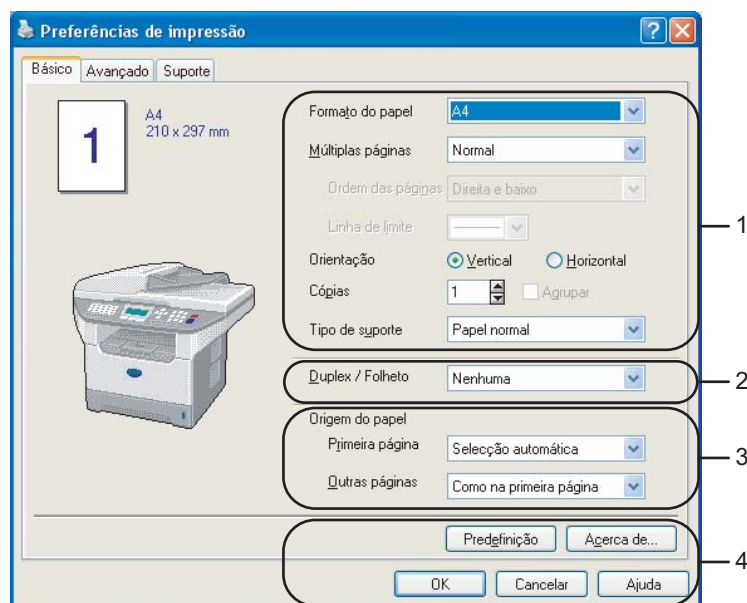 Preferências de impressão
Básico Avançado Suporte
1
A4
210 x 297 mm
Formato do papel A4
Múltiplas páginas Normal
Ordem das páginas Direita e baixo
Linha de limite
Orientação Vertical Horizontal
Cópias 1 Agrupar
Tipo de suporte Papel normal
1
Duplex / Folheto Nenhuma
2
Origem do papel
Primeira página Selecção automática
Outras páginas Como na primeira página
3
Predefinição Acerca de...
4
OK Cancelar Ajuda